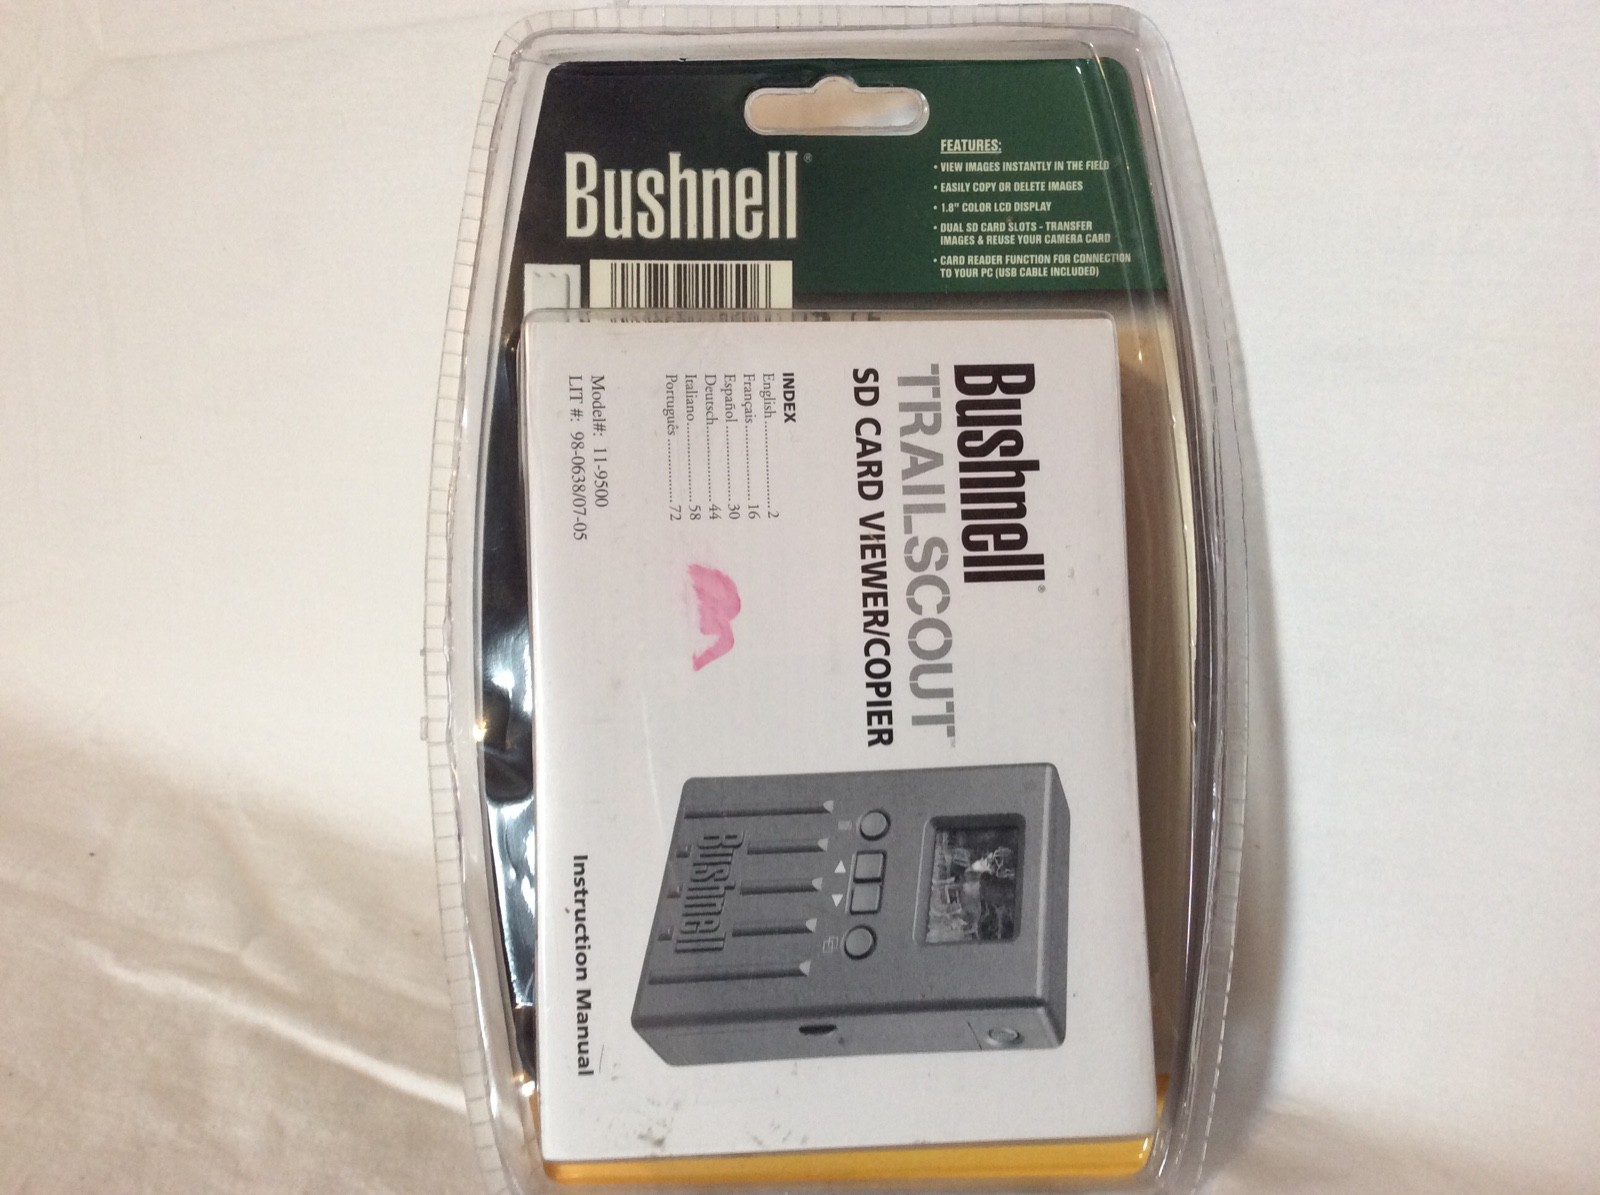 Bushnell®
FEATURES:
• VIEW IMAGES INSTANTLY IN THE FIELD
• EASILY COPY OR DELETE IMAGES
• 1.8" COLOR LCD DISPLAY
• DUAL SD CARD SLOTS - TRANSFER
IMAGES & REUSE YOUR CAMERA CARD
• CARD READER FUNCTION FOR CONNECTION
TO YOUR PC (USB CABLE INCLUDED)
Bushnell®
TRAILSCOUT™
SD CARD VIEWER/COPIER
INDEX
English..................2
Français...............16
Español...............30
Deutsch...............44
Italiano................58
Português............72
Model#: 11-9500
LIT #: 98-0638/07-05
Bushnell
Instruction Manual